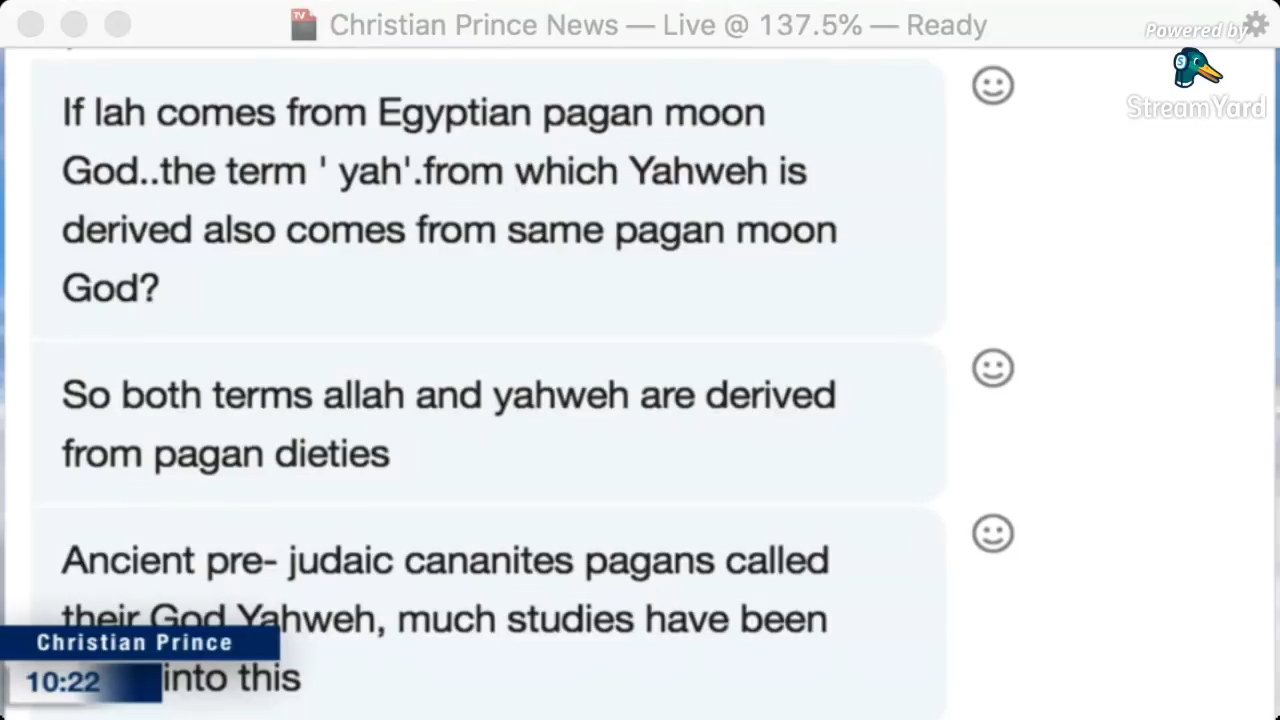 Christian Prince News — Live @ 137.5% — Ready
Powered by
StreamYard
If Iah comes from Egyptian pagan moon
God..the term ' yah'.from which Yahweh is
derived also comes from same pagan moon
God?
So both terms allah and yahweh are derived
from pagan dieties
Ancient pre- judaic cananites pagans called
their God Yahweh, much studies have been
into this
Christian Prince
10:22